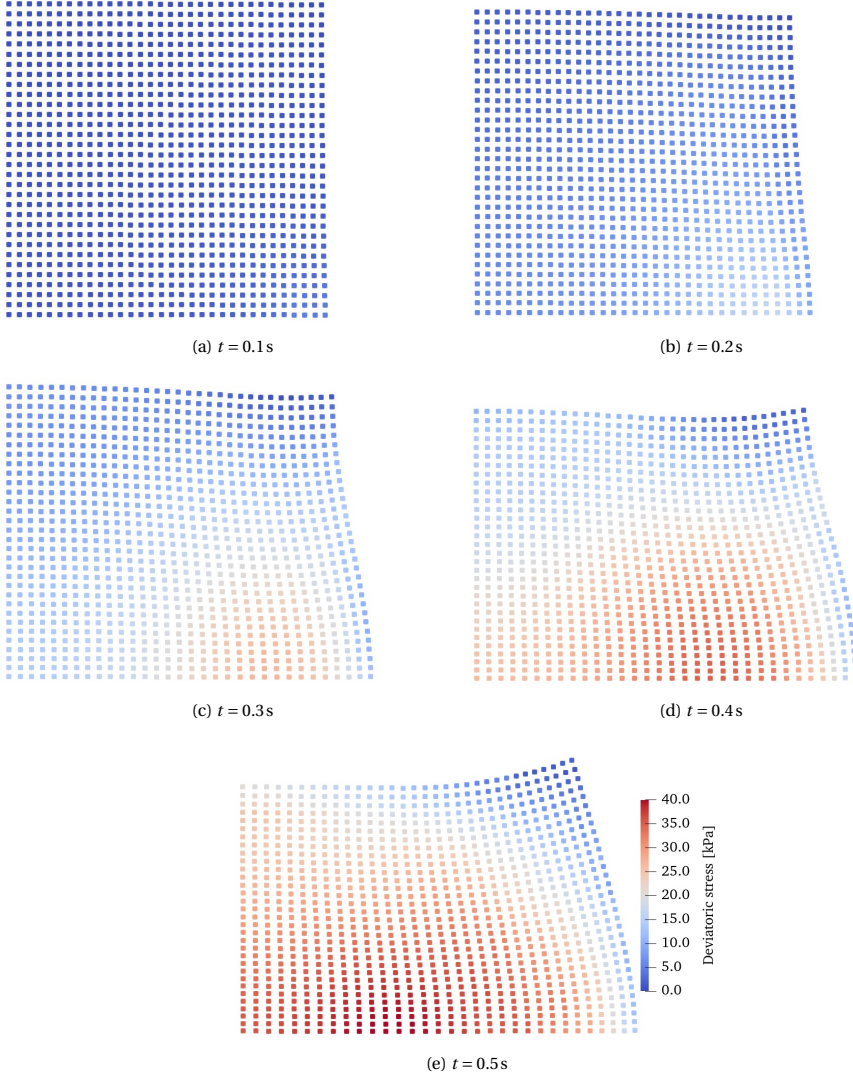 (a) t = 0.1 s
(b) t = 0.2 s
(c) t = 0.3 s
(d) t = 0.4 s
40.0
35.0
30.0
25.0
20.0
15.0
10.0
5.0
0.0
Deviatoric stress [kPa]
(e) t = 0.5 s